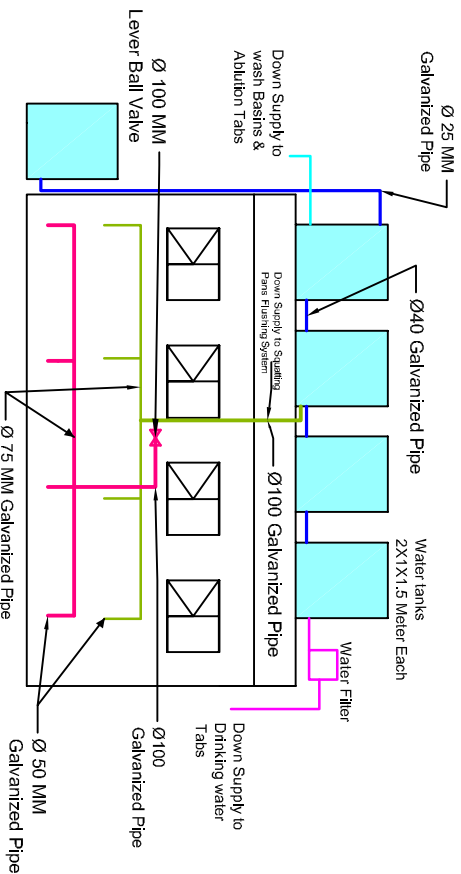 Ø 25 MM
Galvanized Pipe
Ø40 Galvanized Pipe
Water tanks
2X1X1.5 Meter Each
Water Filter
Down Supply to
wash Basins &
Ablution Tabs
Down Supply to Squatting
Pans Flushing System
Ø100 Galvanized Pipe
Down Supply to
Drinking water
Tabs
Ø 100 MM
Lever Ball Valve
Ø100
Galvanized Pipe
Ø 75 MM Galvanized Pipe
Ø 50 MM
Galvanized Pipe